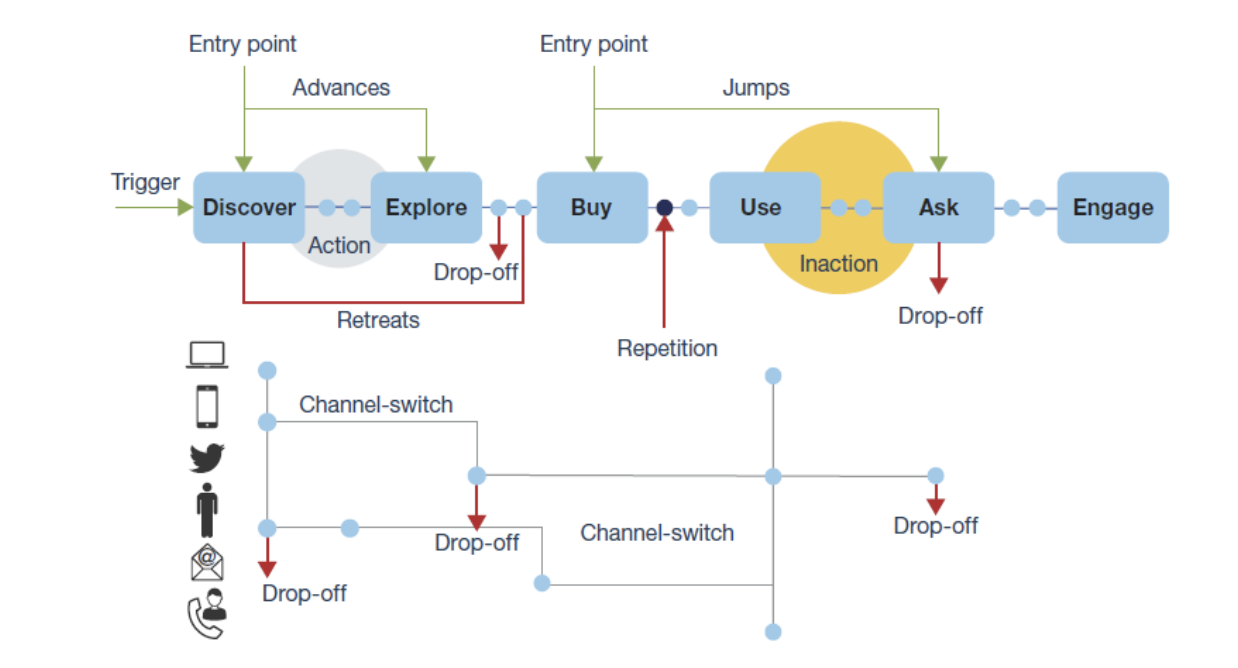 Entry point
Entry point
Advances
Jumps
Trigger
Discover
Explore
Buy
Use
Ask
Engage
Action
Drop-off
Inaction
Retreats
Drop-off
Repetition
Channel-switch
Drop-off
Channel-switch
Drop-off
@
Drop-off